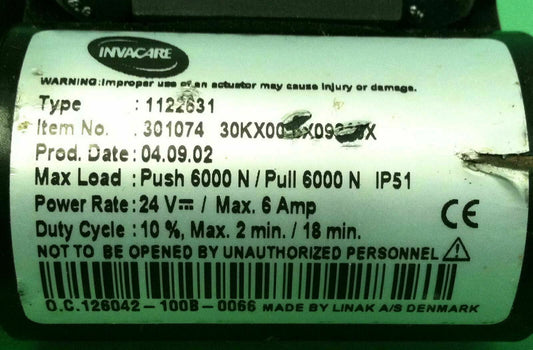 INVACARE
WARNING: Improper use of an actuator may cause injury or damage.
Type : 1122631
Item No. : 301074
Prod. Date : 04.09.02
Max Load : Push 6000 N / Pull 6000 N IP51
Power Rate : 24 V⎓ / Max. 6 Amp
Duty Cycle : 10 %, Max. 2 min. / 18 min.
CE
NOT TO BE OPENED BY UNAUTHORIZED PERSONNEL
O.C.126042-100B-0066 MADE BY LINAK A/S DENMARK